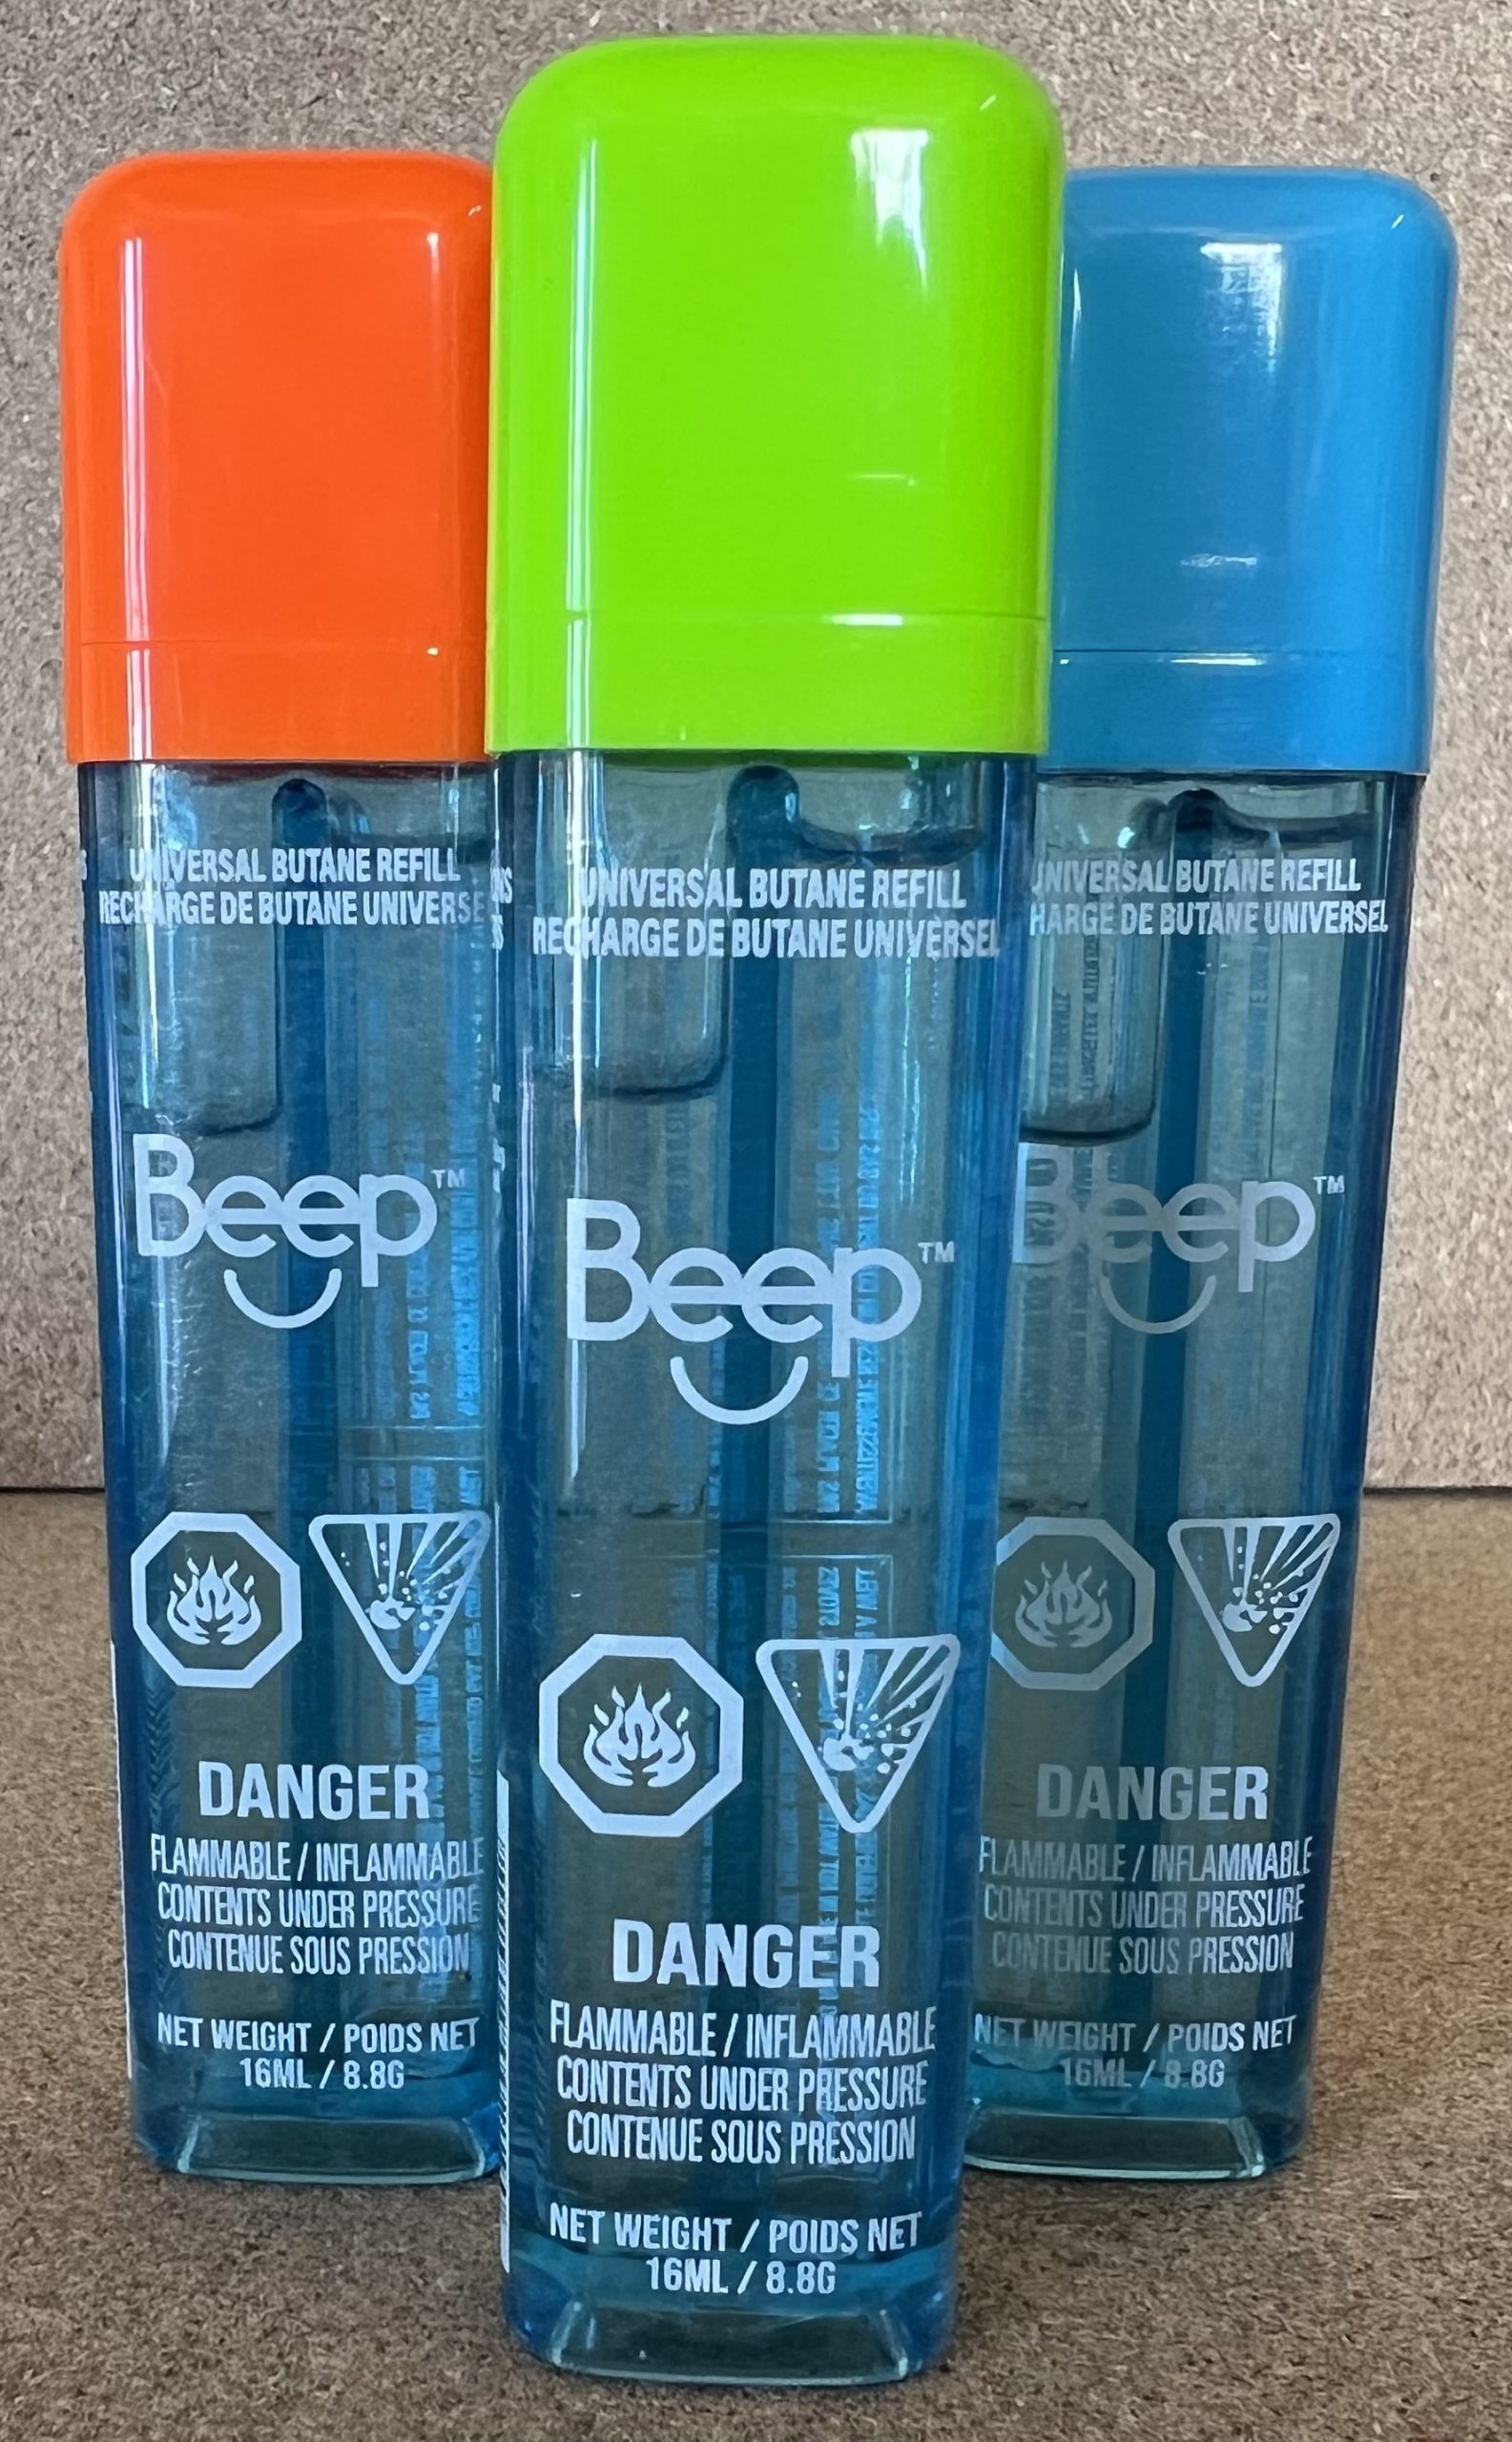 UNIVERSAL BUTANE REFILL
RECHARGE DE BUTANE UNIVERSE
Beep™
DANGER
FLAMMABLE / INFLAMMABLE
CONTENTS UNDER PRESSURE
CONTENUE SOUS PRESSION
NET WEIGHT / POIDS NET
16ML / 8.8G
UNIVERSAL BUTANE REFILL
RECHARGE DE BUTANE UNIVERSEL
Beep™
DANGER
FLAMMABLE / INFLAMMABLE
CONTENTS UNDER PRESSURE
CONTENUE SOUS PRESSION
NET WEIGHT / POIDS NET
16ML / 8.8G
UNIVERSAL BUTANE REFILL
HARGE DE BUTANE UNIVERSEL
Beep™
DANGER
FLAMMABLE / INFLAMMABLE
CONTENTS UNDER PRESSURE
CONTENUE SOUS PRESSION
NET WEIGHT / POIDS NET
16ML / 8.8G